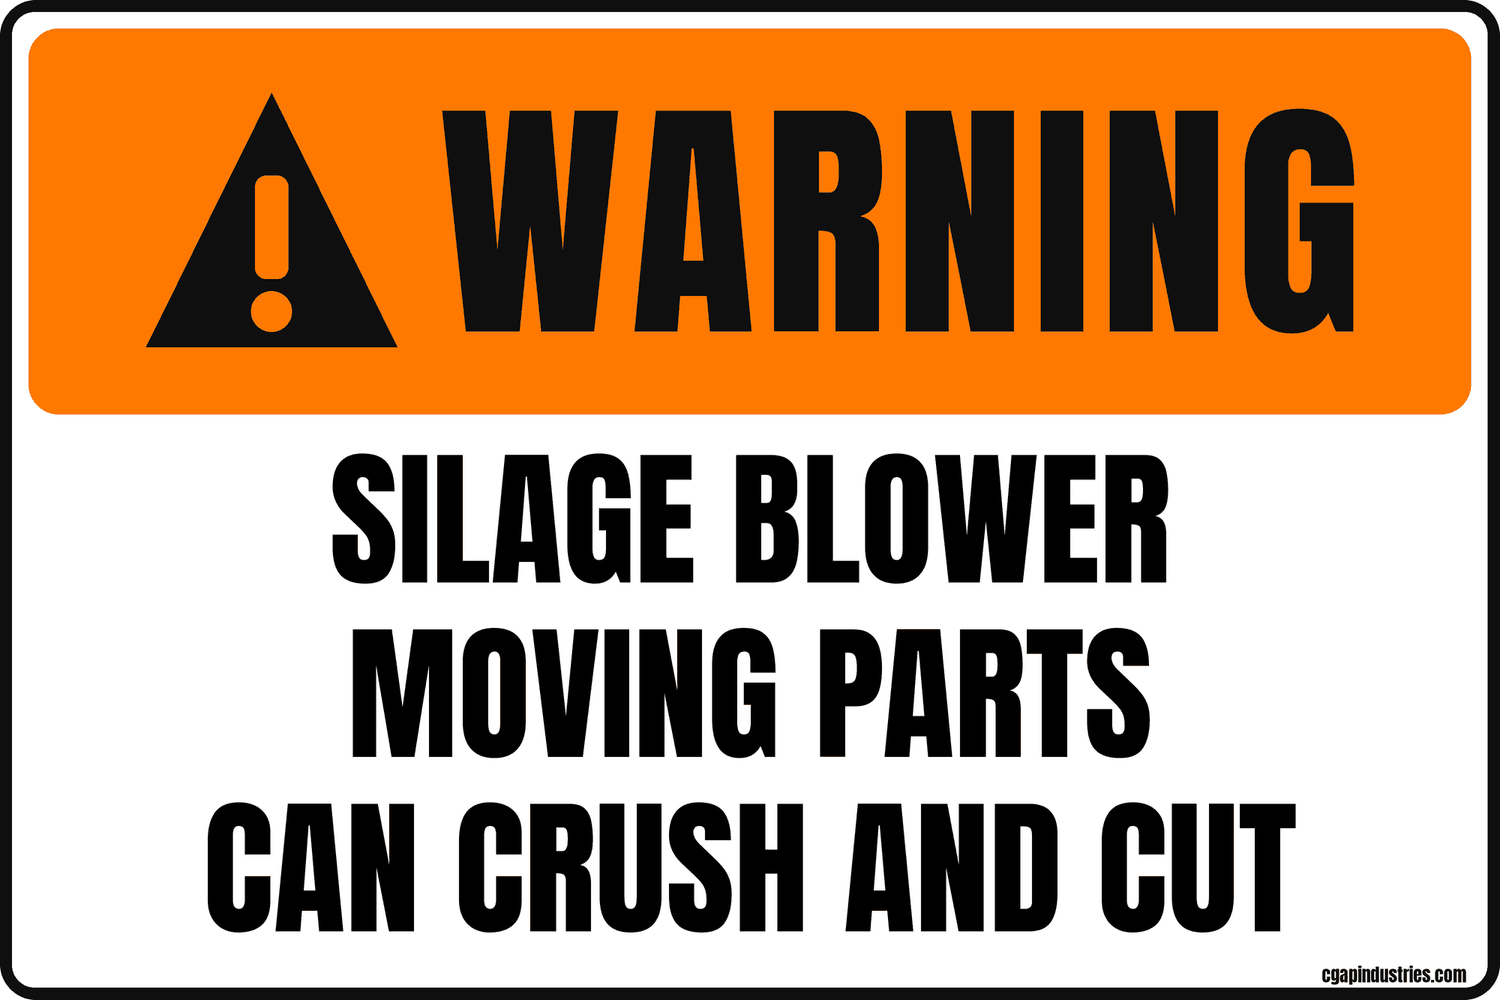 WARNING
SILAGE BLOWER
MOVING PARTS
CAN CRUSH AND CUT
cgapindustries.com